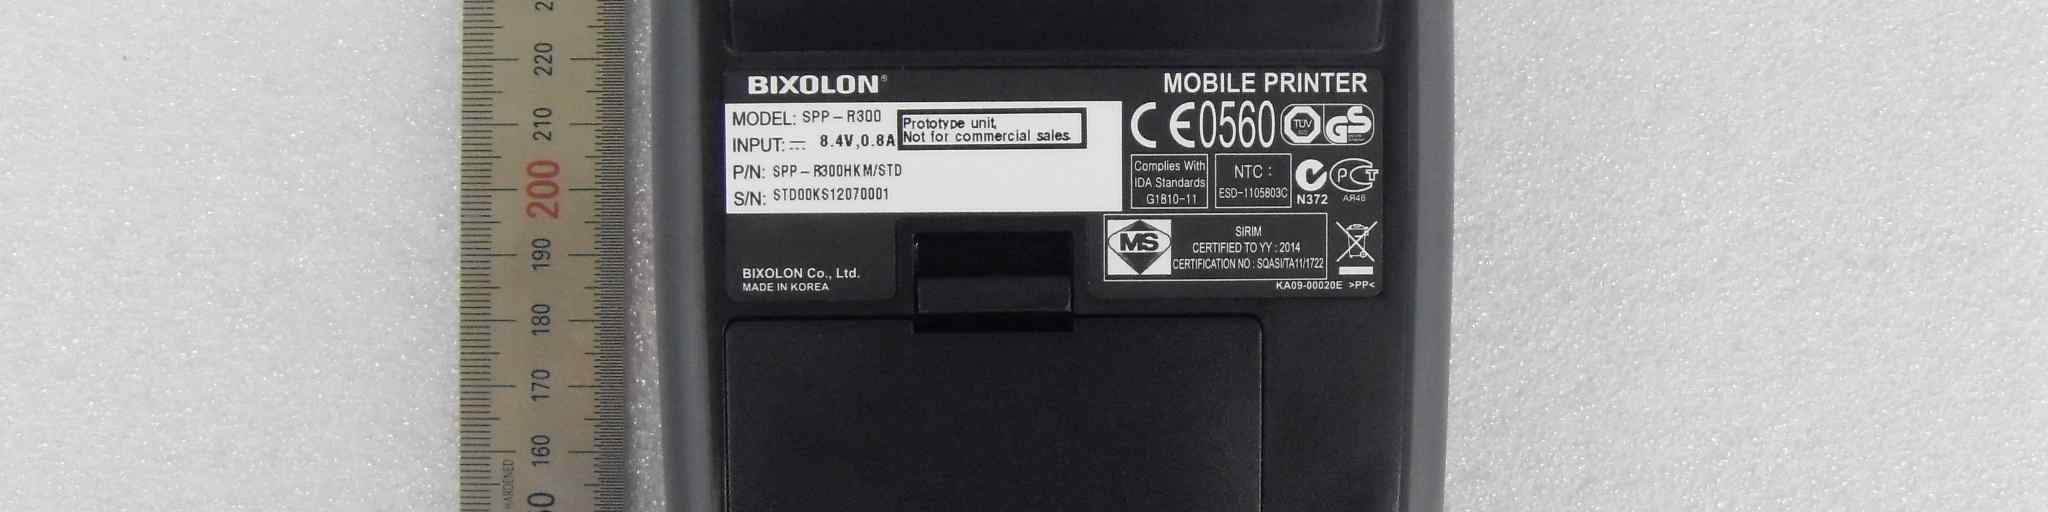 220
210
200
190
180
170
160
HARDENED
BIXOLON®
MOBILE PRINTER
MODEL: SPP-R300
INPUT: ⎓ 8.4V,0.8A
Prototype unit,
Not for commercial sales.
P/N: SPP-R300HKM/STD
S/N: STD00KS12070001
CE0560
TUV
GS
Complies With
IDA Standards
G1810-11
NTC :
ESD-1105803C
N372
PCT
AЯ46
MS
SIRIM
CERTIFIED TO YY : 2014
CERTIFICATION NO : SQASI/TA11/1722
BIXOLON Co., Ltd.
MADE IN KOREA
KA09-00020E >PP<